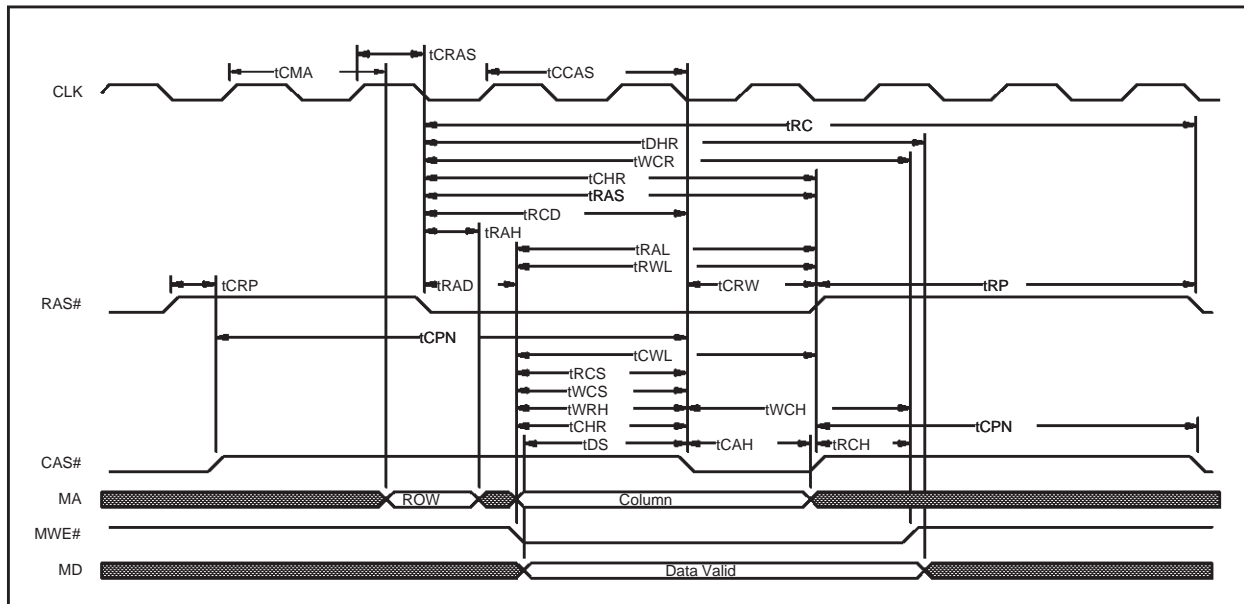 tCRAS
tCMA
tCCAS
CLK
tRC
tDHR
tWCR
tCHR
tRAS
tRCD
tRAH
tRAL
tRWL
tCRP
tRAD
tCRW
tRP
RAS#
tCPN
tCWL
tRCS
tWCS
tWRH
tWCH
tCHR
tCPN
tDS
tCAH
tRCH
CAS#
MA
ROW
Column
MWE#
MD
Data Valid